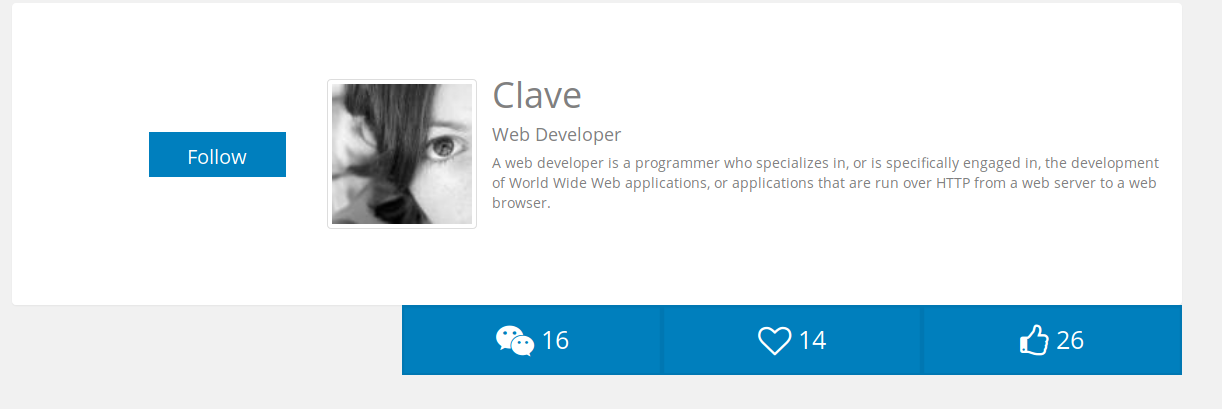 Follow
Clave
Web Developer
A web developer is a programmer who specializes in, or is specifically engaged in, the development
of World Wide Web applications, or applications that are run over HTTP from a web server to a web
browser.
16
14
26